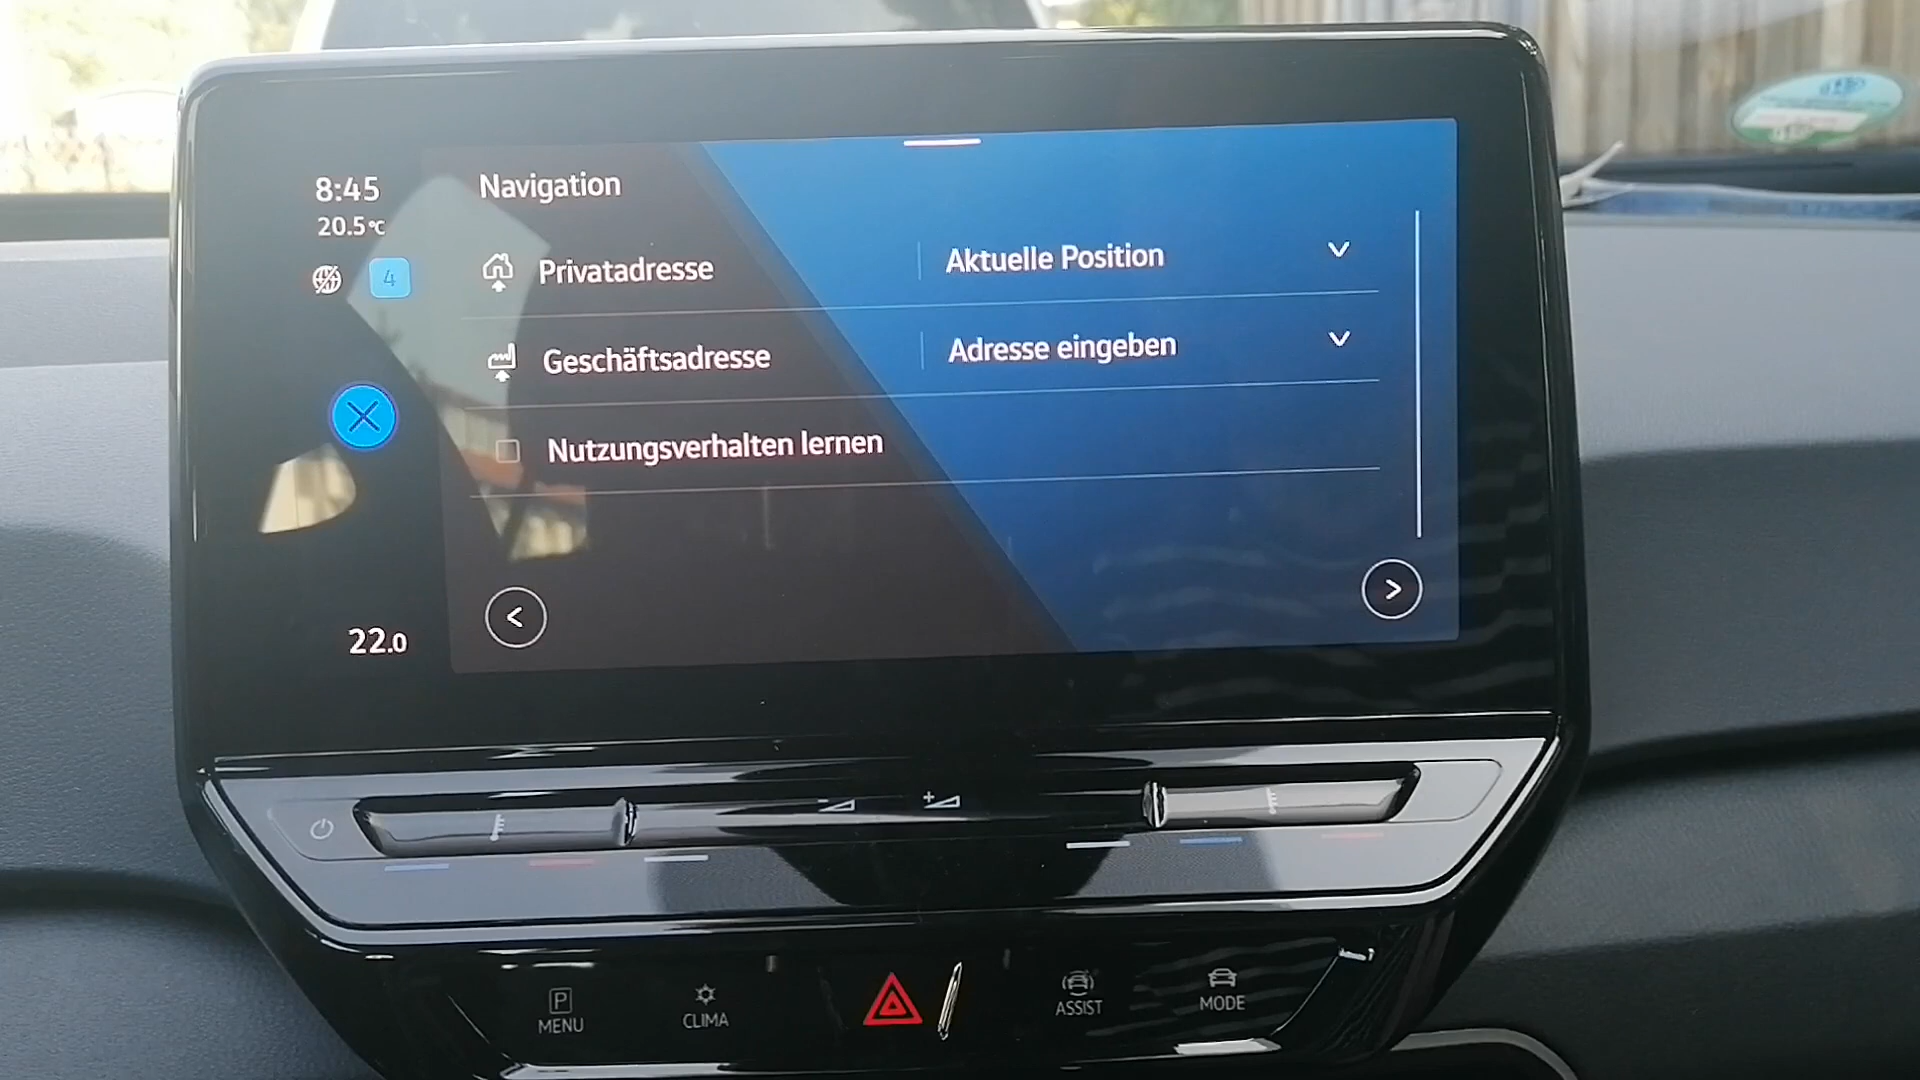 8:45
20.5°C
4
Navigation
Privatadresse
Aktuelle Position
Geschäftsadresse
Adresse eingeben
Nutzungsverhalten lernen
22.0
P
MENU
CLIMA
ASSIST
MODE